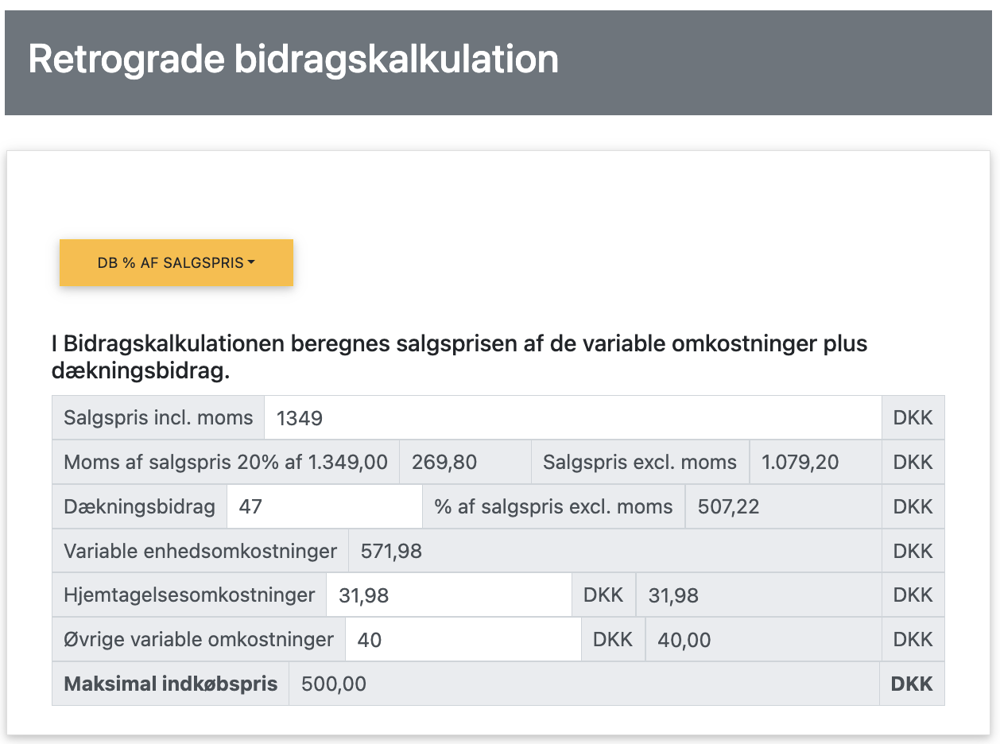 Retrograde bidragskalkulation
DB % AF SALGSPRIS
I Bidragskalkulationen beregnes salgsprisen af de variable omkostninger plus
dækningsbidrag.
Salgspris incl. moms 1349 DKK
Moms af salgspris 20% af 1.349,00 269,80 Salgspris excl. moms 1.079,20 DKK
Dækningsbidrag 47 % af salgspris excl. moms 507,22 DKK
Variable enhedsomkostninger 571,98 DKK
Hjemtagelsesomkostninger 31,98 DKK 31,98 DKK
Øvrige variable omkostninger 40 DKK 40,00 DKK
Maksimal indkøbspris 500,00 DKK